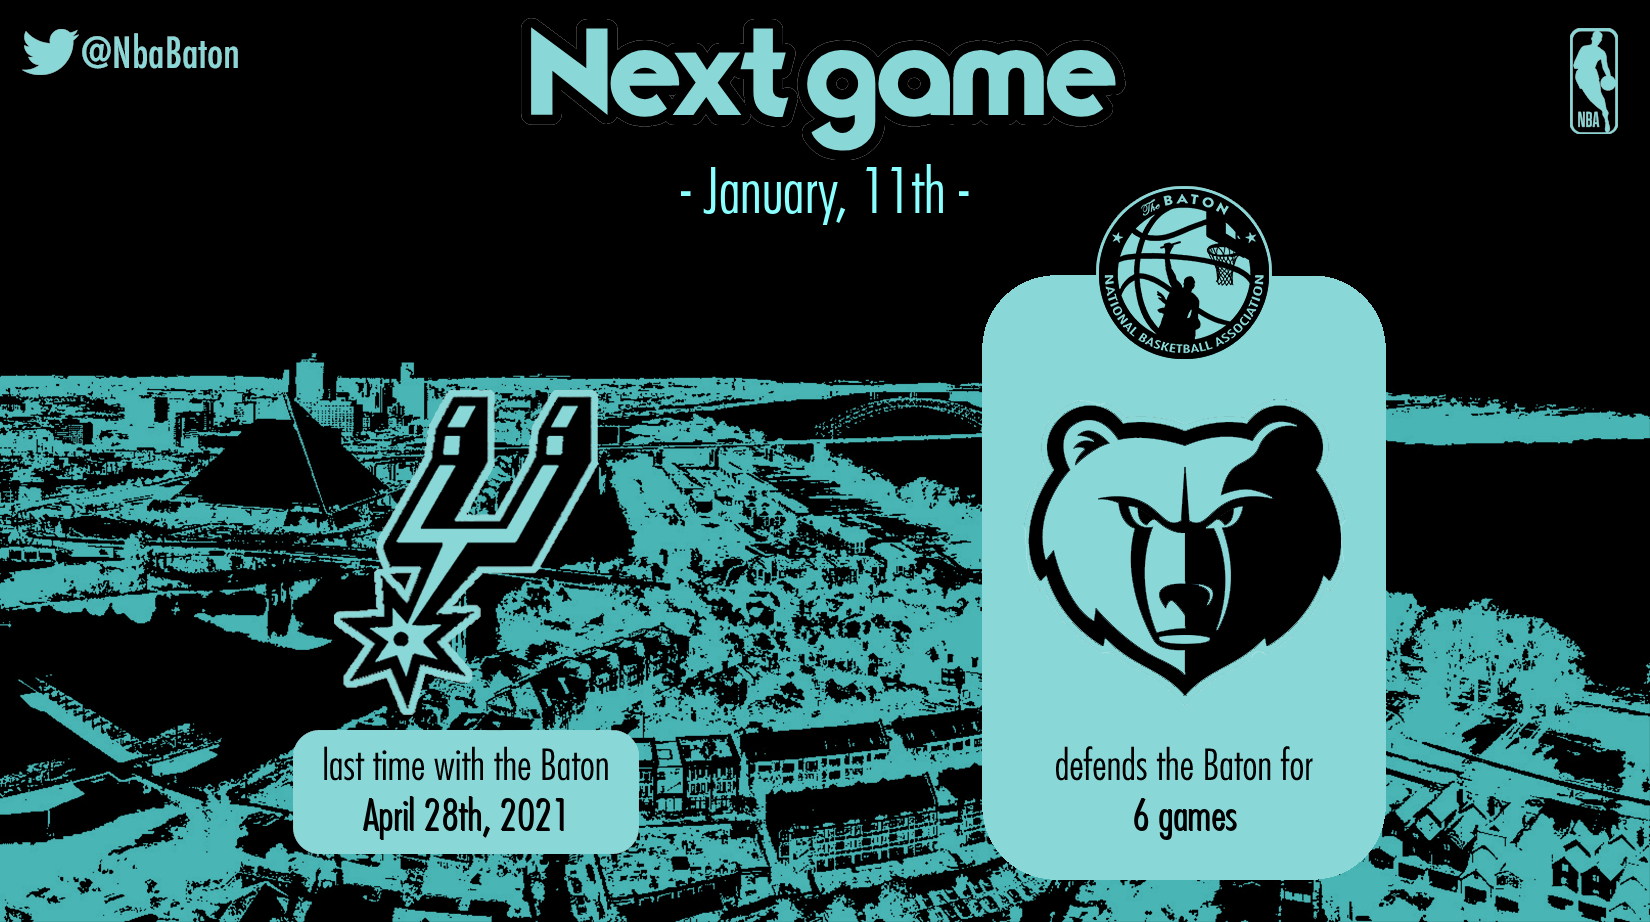 @NbaBaton
Next game
- January, 11th -
NBA
The BATON
NATIONAL BASKETBALL ASSOCIATION
last time with the Baton
April 28th, 2021
defends the Baton for
6 games